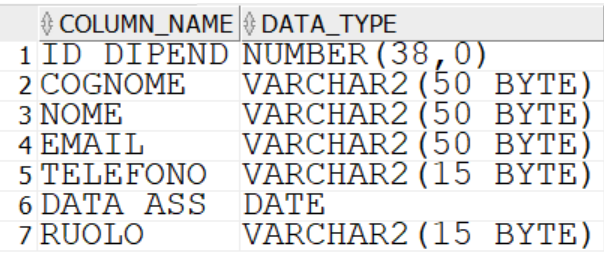 COLUMN_NAME DATA_TYPE
1 ID DIPEND NUMBER(38,0)
2 COGNOME VARCHAR2(50 BYTE)
3 NOME VARCHAR2(50 BYTE)
4 EMAIL VARCHAR2(50 BYTE)
5 TELEFONO VARCHAR2(15 BYTE)
6 DATA ASS DATE
7 RUOLO VARCHAR2(15 BYTE)